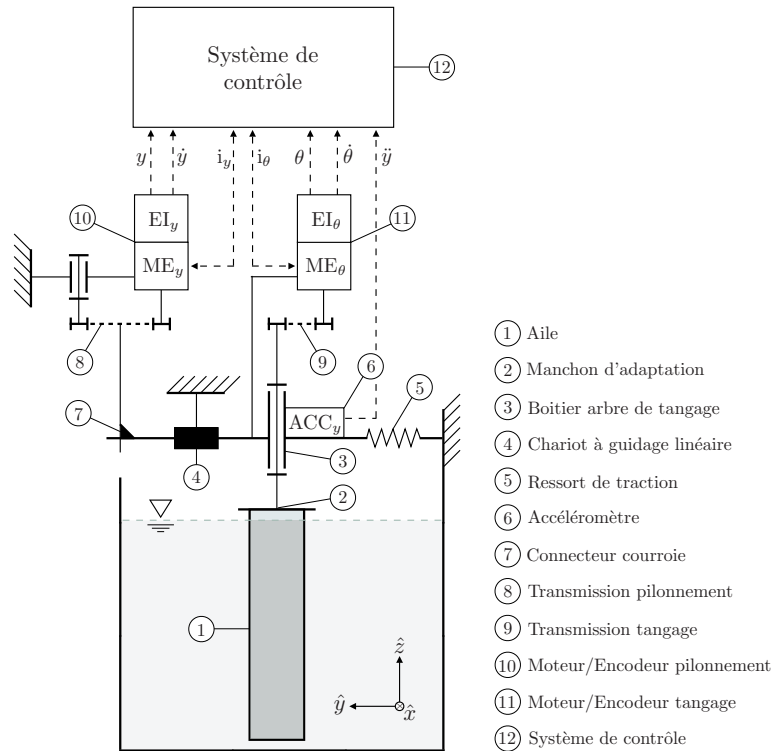 Système de
contrôle
12
y ẏ i_y i_θ θ θ̇ ÿ
10 EI_y EI_θ 11
ME_y ME_θ
8 9
6
7 ACC_y 5
4 3
2
1
ẑ
ŷ x̂
1 Aile
2 Manchon d'adaptation
3 Boitier arbre de tangage
4 Chariot à guidage linéaire
5 Ressort de traction
6 Accéléromètre
7 Connecteur courroie
8 Transmission pilonnement
9 Transmission tangage
10 Moteur/Encodeur pilonnement
11 Moteur/Encodeur tangage
12 Système de contrôle